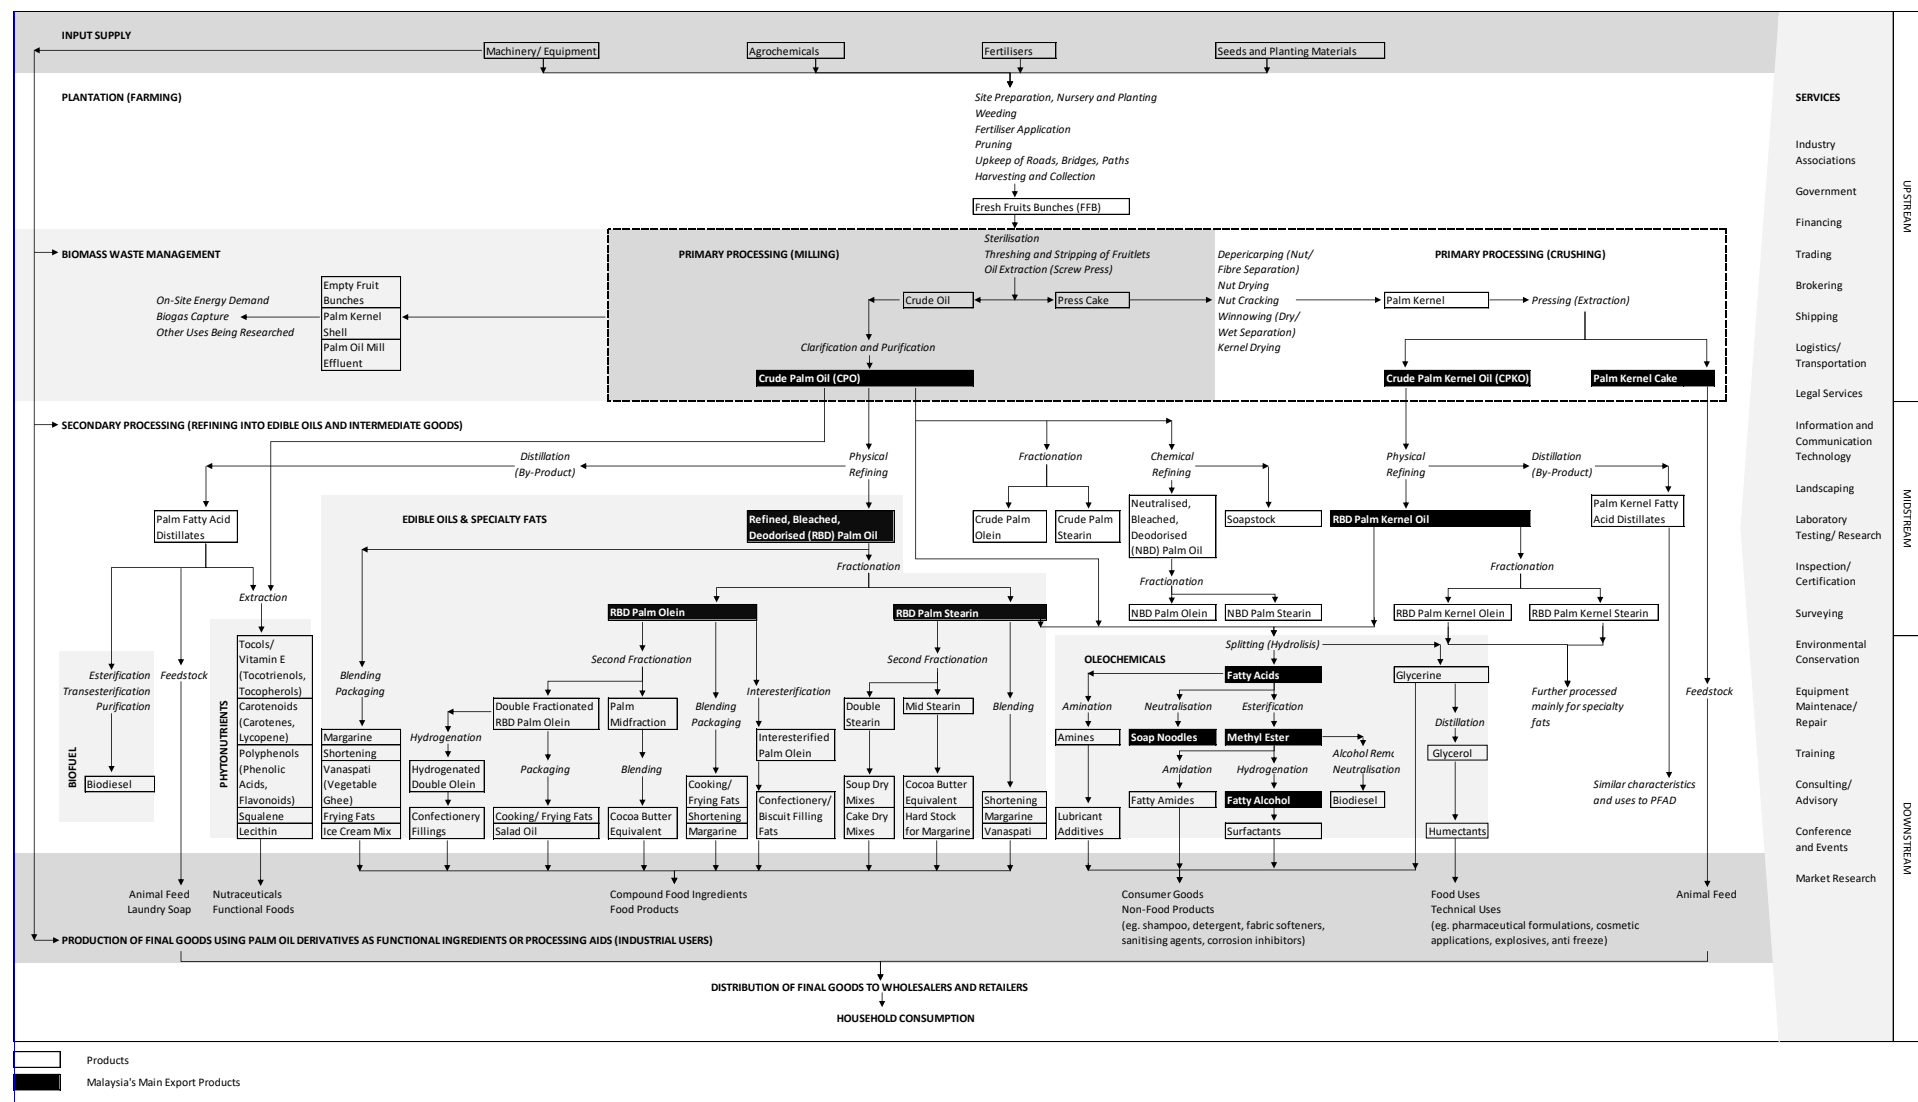 INPUT SUPPLY
Machinery/ Equipment
Agrochemicals
Fertilisers
Seeds and Planting Materials
PLANTATION (FARMING)
Site Preparation, Nursery and Planting
Weeding
Fertiliser Application
Pruning
Upkeep of Roads, Bridges, Paths
Harvesting and Collection
Fresh Fruits Bunches (FFB)
BIOMASS WASTE MANAGEMENT
On-Site Energy Demand
Biogas Capture
Other Uses Being Researched
Empty Fruit
Bunches
Palm Kernel
Shell
Palm Oil Mill
Effluent
PRIMARY PROCESSING (MILLING)
Sterilisation
Threshing and Stripping of Fruitlets
Oil Extraction (Screw Press)
Crude Oil
Press Cake
Clarification and Purification
Crude Palm Oil (CPO)
Depericarping (Nut/
Fibre Separation)
Nut Drying
Nut Cracking
Winnowing (Dry/
Wet Separation)
Kernel Drying
PRIMARY PROCESSING (CRUSHING)
Palm Kernel
Pressing (Extraction)
Crude Palm Kernel Oil (CPKO)
Palm Kernel Cake
SECONDARY PROCESSING (REFINING INTO EDIBLE OILS AND INTERMEDIATE GOODS)
Distillation
(By-Product)
Physical
Refining
Fractionation
Chemical
Refining
Physical
Refining
Distillation
(By-Product)
Palm Fatty Acid
Distillates
EDIBLE OILS & SPECIALTY FATS
Refined, Bleached,
Deodorised (RBD) Palm Oil
Crude Palm
Olein
Crude Palm
Stearin
Neutralised,
Bleached,
Deodorised
(NBD) Palm Oil
Soapstock
RBD Palm Kernel Oil
Palm Kernel Fatty
Acid Distillates
Fractionation
Fractionation
Fractionation
Extraction
RBD Palm Olein
RBD Palm Stearin
NBD Palm Olein
NBD Palm Stearin
RBD Palm Kernel Olein
RBD Palm Kernel Stearin
BIOFUEL
Esterification
Transesterification
Purification
Biodiesel
Feedstock
PHYTONUTRIENTS
Tocols/
Vitamin E
(Tocotrienols,
Tocopherols)
Carotenoids
(Carotenes,
Lycopene)
Polyphenols
(Phenolic
Acids,
Flavonoids)
Squalene
Lecithin
Blending
Packaging
Margarine
Shortening
Vanaspati
(Vegetable
Ghee)
Frying Fats
Ice Cream Mix
Second Fractionation
Double Fractionated
RBD Palm Olein
Palm
Midfraction
Hydrogenation
Hydrogenated
Double Olein
Confectionery
Fillings
Packaging
Cooking/ Frying Fats
Salad Oil
Blending
Cocoa Butter
Equivalent
Blending
Packaging
Cooking/
Frying Fats
Shortening
Margarine
Interesterification
Interesterified
Palm Olein
Confectionery/
Biscuit Filling
Fats
Second Fractionation
Double
Stearin
Mid Stearin
Soup Dry
Mixes
Cake Dry
Mixes
Cocoa Butter
Equivalent
Hard Stock
for Margarine
Blending
Shortening
Margarine
Vanaspati
OLEOCHEMICALS
Splitting (Hydrolisis)
Fatty Acids
Glycerine
Amination
Neutralisation
Esterification
Amines
Soap Noodles
Methyl Ester
Amidation
Hydrogenation
Alcohol
Neutralisation
Fatty Amides
Fatty Alcohol
Biodiesel
Lubricant
Additives
Surfactants
Distillation
Glycerol
Humectants
Further processed
mainly for specialty
fats
Similar characteristics
and uses to PFAD
Feedstock
Animal Feed
Laundry Soap
Nutraceuticals
Functional Foods
Compound Food Ingredients
Food Products
Consumer Goods
Non-Food Products
(eg. shampoo, detergent, fabric softeners,
sanitising agents, corrosion inhibitors)
Food Uses
Technical Uses
(eg. pharmaceutical formulations, cosmetic
applications, explosives, anti freeze)
Animal Feed
PRODUCTION OF FINAL GOODS USING PALM OIL DERIVATIVES AS FUNCTIONAL INGREDIENTS OR PROCESSING AIDS (INDUSTRIAL USERS)
DISTRIBUTION OF FINAL GOODS TO WHOLESALERS AND RETAILERS
HOUSEHOLD CONSUMPTION
SERVICES
Industry
Associations
Government
Financing
Trading
Brokering
Shipping
Logistics/
Transportation
Legal Services
Information and
Communication
Technology
Landscaping
Laboratory
Testing/ Research
Inspection/
Certification
Surveying
Environmental
Conservation
Equipment
Maintenace/
Repair
Training
Consulting/
Advisory
Conference
and Events
Market Research
UPSTREAM
MIDSTREAM
DOWNSTREAM
Products
Malaysia's Main Export Products